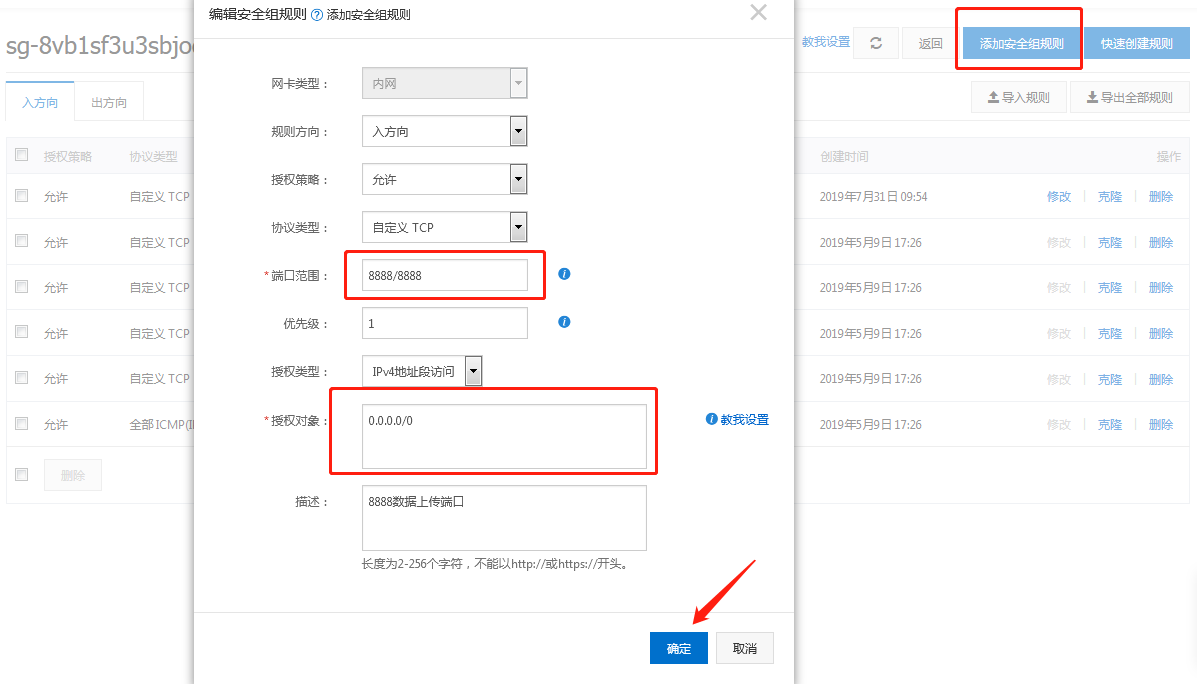 编辑安全组规则 ? 添加安全组规则
sg-8vb1sf3u3sbjo
教我设置
返回
添加安全组规则
快速创建规则
入方向
出方向
导入规则
导出全部规则
授权策略 协议类型 创建时间 操作
允许 自定义 TCP 2019年7月31日 09:54 修改 克隆 删除
允许 自定义 TCP 2019年5月9日 17:26 修改 克隆 删除
允许 自定义 TCP 2019年5月9日 17:26 修改 克隆 删除
允许 自定义 TCP 2019年5月9日 17:26 修改 克隆 删除
允许 自定义 TCP 2019年5月9日 17:26 修改 克隆 删除
允许 全部 ICMP(I 2019年5月9日 17:26 修改 克隆 删除
删除
网卡类型： 内网
规则方向： 入方向
授权策略： 允许
协议类型： 自定义 TCP
*端口范围： 8888/8888
优先级： 1
授权类型： IPv4地址段访问
*授权对象： 0.0.0.0/0
教我设置
描述： 8888数据上传端口
长度为2-256个字符，不能以http://或https://开头。
确定
取消